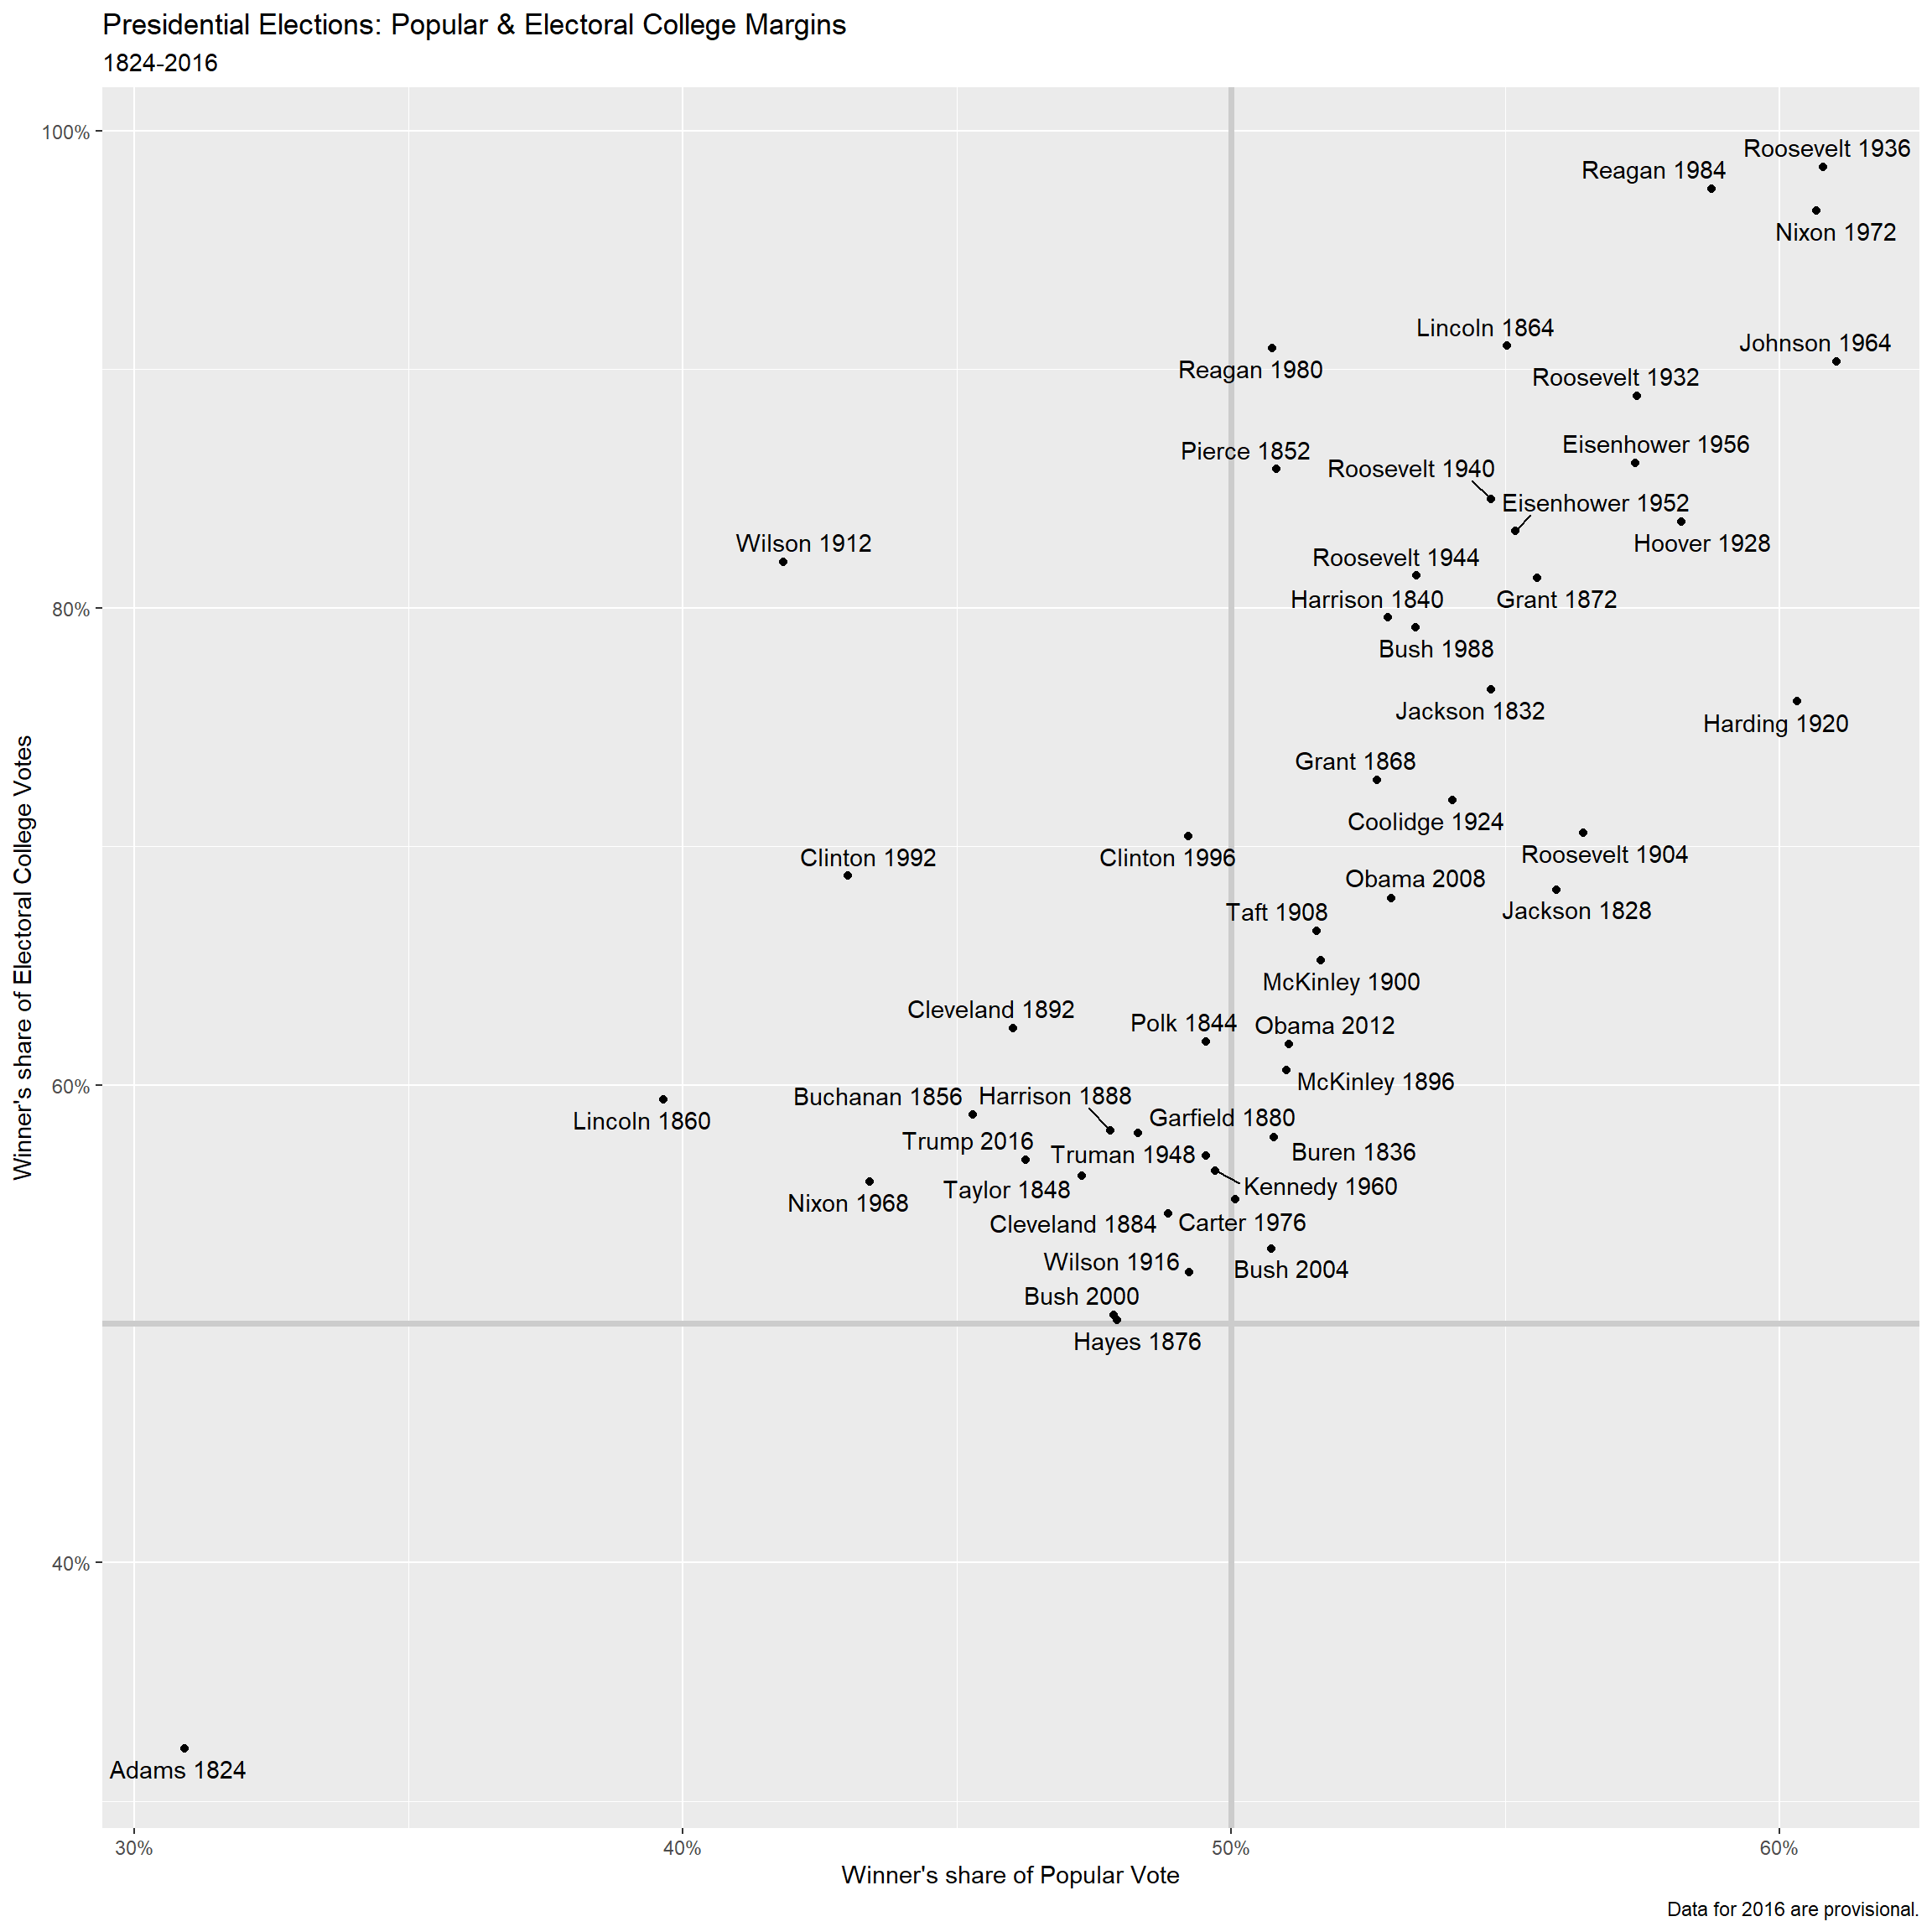 Presidential Elections: Popular & Electoral College Margins
1824-2016
Winner's share of Electoral College Votes
100%
80%
60%
40%
Roosevelt 1936
Reagan 1984
Nixon 1972
Lincoln 1864
Johnson 1964
Reagan 1980
Roosevelt 1932
Eisenhower 1956
Pierce 1852
Roosevelt 1940
Eisenhower 1952
Wilson 1912
Hoover 1928
Roosevelt 1944
Harrison 1840
Grant 1872
Bush 1988
Jackson 1832
Harding 1920
Grant 1868
Coolidge 1924
Clinton 1992
Clinton 1996
Roosevelt 1904
Obama 2008
Taft 1908
Jackson 1828
McKinley 1900
Cleveland 1892
Polk 1844
Obama 2012
McKinley 1896
Buchanan 1856
Harrison 1888
Lincoln 1860
Garfield 1880
Trump 2016
Truman 1948
Buren 1836
Nixon 1968
Taylor 1848
Kennedy 1960
Cleveland 1884
Carter 1976
Wilson 1916
Bush 2004
Bush 2000
Hayes 1876
Adams 1824
30%
40%
50%
60%
Winner's share of Popular Vote
Data for 2016 are provisional.